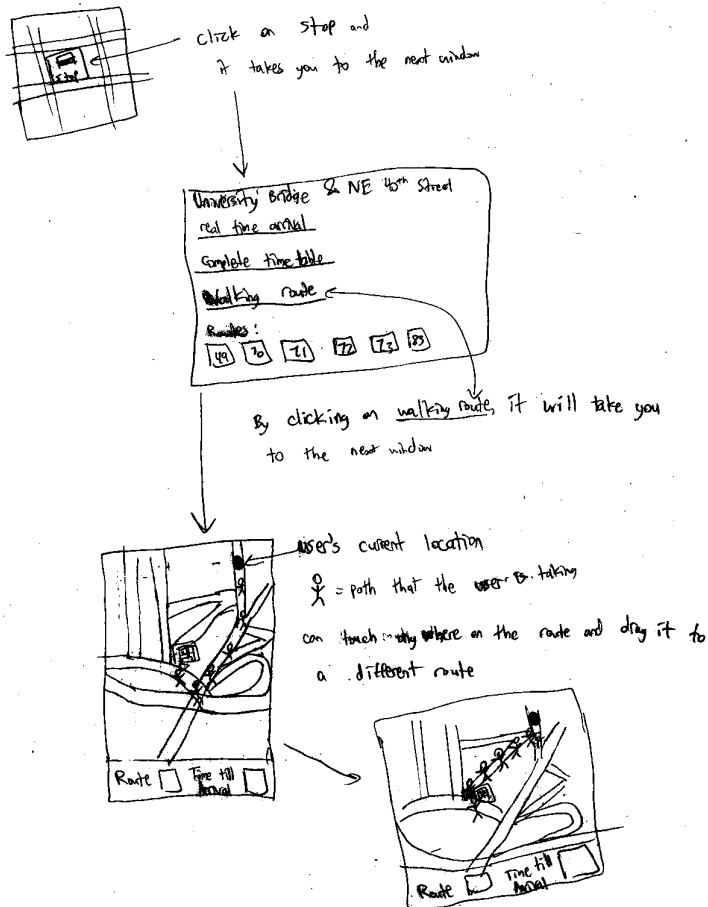 Stop
click on stop and
it takes you to the next window
University Bridge & NE 40th Street
real time arrival
Complete time table
Walking route
Routes:
49 70 71 72 73 83
By clicking on walking route, it will take you
to the next window
user's current location
= path that the user is taking
can touch any where on the route and drag it to
a different route
Route Time till
Arrival
Route Time till
Arrival